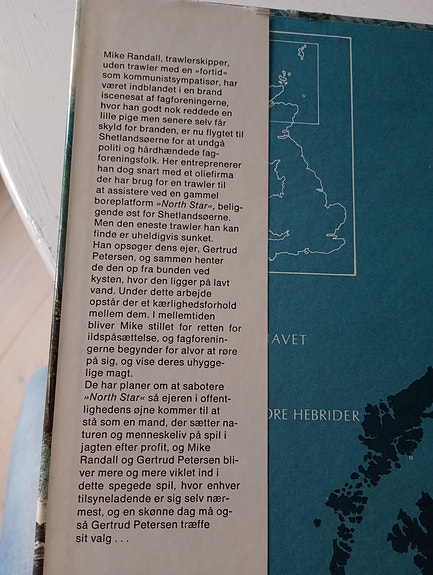 Mike Randall, trawlerskipper,
uden trawler med en »fortid«
som kommunistsympatisør, har
været indblandet i en brand
iscenesat af fagforeningerne,
hvor han godt nok reddede en
lille pige men senere selv får
skyld for branden, er nu flygtet til
Shetlandsøerne for at undgå
politi og hårdhændede fag-
foreningsfolk. Her entreprenerer
han dog snart med et oliefirma
der har brug for en trawler til
at assistere ved en gammel
boreplatform »North Star«, belig-
gende øst for Shetlandsøerne.
Men den eneste trawler han kan
finde er uheldigvis sunket.
Han opsøger dens ejer, Gertrud
Petersen, og sammen henter
de den op fra bunden ved
kysten, hvor den ligger på lavt
vand. Under dette arbejde
opstår der et kærlighedsforhold
mellem dem. I mellemtiden
bliver Mike stillet for retten for
ildspåsættelse, og fagforenin-
gerne begynder for alvor at røre
på sig, og vise deres uhygge-
lige magt.
De har planer om at sabotere
»North Star« så ejeren i offent-
lighedens øjne kommer til at
stå som en mand, der sætter na-
turen og menneskeliv på spil i
jagten efter profit, og Mike
Randall og Gertrud Petersen bli-
ver mere og mere viklet ind i
dette spegede spil, hvor enhver
tilsyneladende er sig selv nær-
mest, og en skønne dag må og-
så Gertrud Petersen træffe
sit valg . . .
HAVET
DRE HEBRIDER